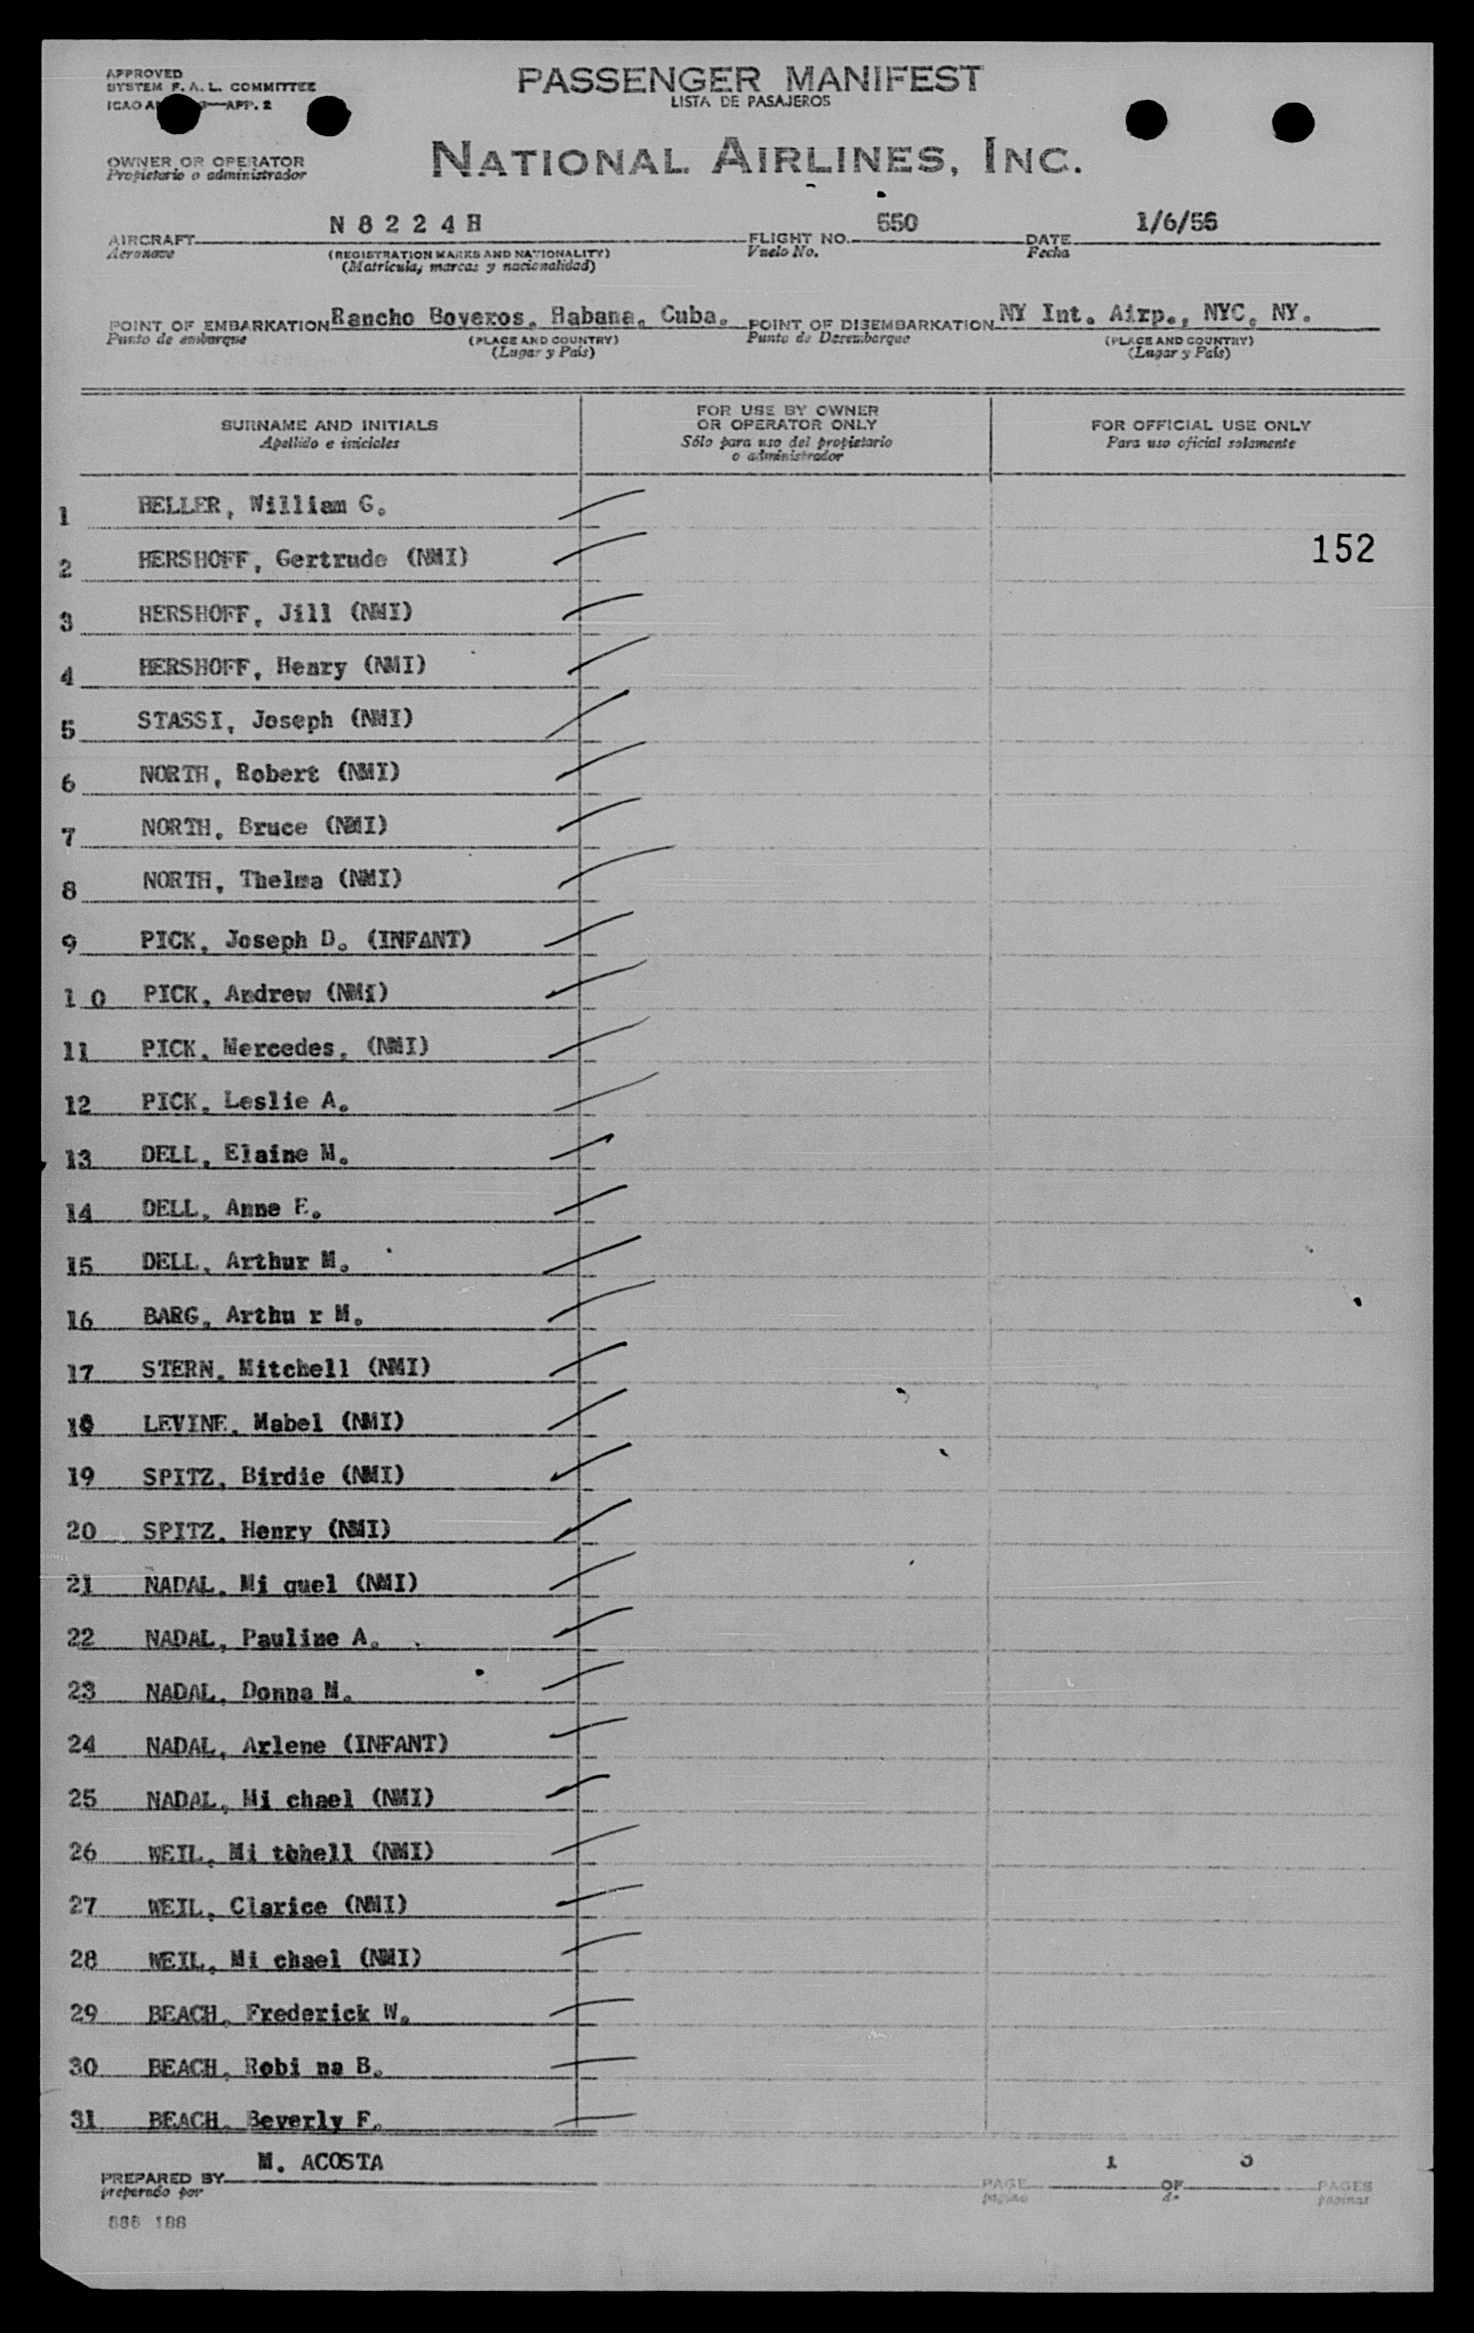 APPROVED
SYSTEM F. A. L. COMMITTEE
ICAO —APP. 2
PASSENGER MANIFEST
LISTA DE PASAJEROS
OWNER OR OPERATOR
Propietario o administrador
NATIONAL AIRLINES, INC.
AIRCRAFT N 8 2 2 4 H FLIGHT NO. 550 DATE 1/6/56
Aeronave (REGISTRATION MARKS AND NATIONALITY) Vuelo No. Fecha
(Matricula, marcas y nacionalidad)
POINT OF EMBARKATION Rancho Boyeros, Habana, Cuba. POINT OF DISEMBARKATION NY Int. Airp., NYC, NY.
Punto de embarque (PLACE AND COUNTRY) Punto de Desembarque (PLACE AND COUNTRY)
(Lugar y País) (Lugar y País)
SURNAME AND INITIALS
Apellido e iniciales
FOR USE BY OWNER
OR OPERATOR ONLY
Sólo para uso del propietario
o administrador
FOR OFFICIAL USE ONLY
Para uso oficial solamente
1 HELLER, William G.
152
2 HERSHOFF, Gertrude (NMI)
3 HERSHOFF, Jill (NMI)
4 HERSHOFF, Henry (NMI)
5 STASSI, Joseph (NMI)
6 NORTH, Robert (NMI)
7 NORTH, Bruce (NMI)
8 NORTH, Thelma (NMI)
9 PICK, Joseph D. (INFANT)
1 0 PICK, Andrew (NMI)
11 PICK, Mercedes, (NMI)
12 PICK, Leslie A.
13 DELL, Elaine M.
14 DELL, Anne E.
15 DELL, Arthur M.
16 BARG, Arthu r M.
17 STERN, Mitchell (NMI)
18 LEVINE, Mabel (NMI)
19 SPITZ, Birdie (NMI)
20 SPITZ, Henry (NMI)
21 NADAL, Mi guel (NMI)
22 NADAL, Pauline A.
23 NADAL, Donna M.
24 NADAL, Arlene (INFANT)
25 NADAL, Mi chael (NMI)
26 WEIL, Mi tchell (NMI)
27 WEIL, Clarice (NMI)
28 WEIL, Mi chael (NMI)
29 BEACH, Frederick W.
30 BEACH, Robi na B.
31 BEACH, Beverly F.
PREPARED BY M. ACOSTA PAGE 1 OF 3 PAGES
preparado por página de páginas